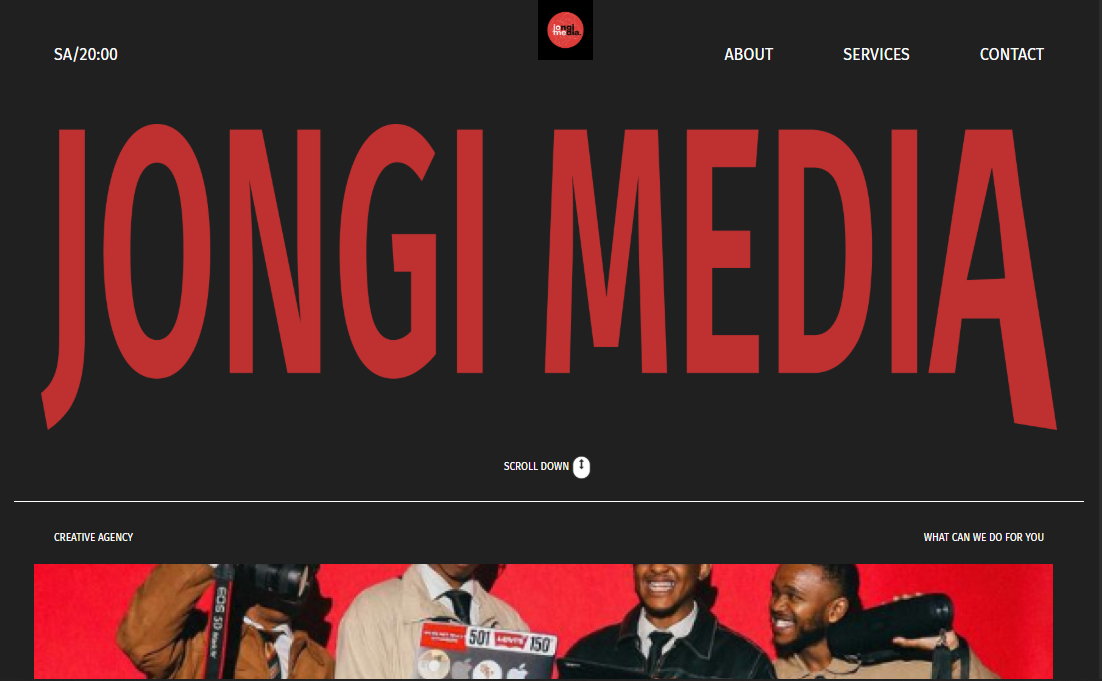 jongi
media.
SA/20:00
ABOUT
SERVICES
CONTACT
JONGI MEDIA
SCROLL DOWN
CREATIVE AGENCY
WHAT CAN WE DO FOR YOU
EOS 5D
501
LEVI'S
150